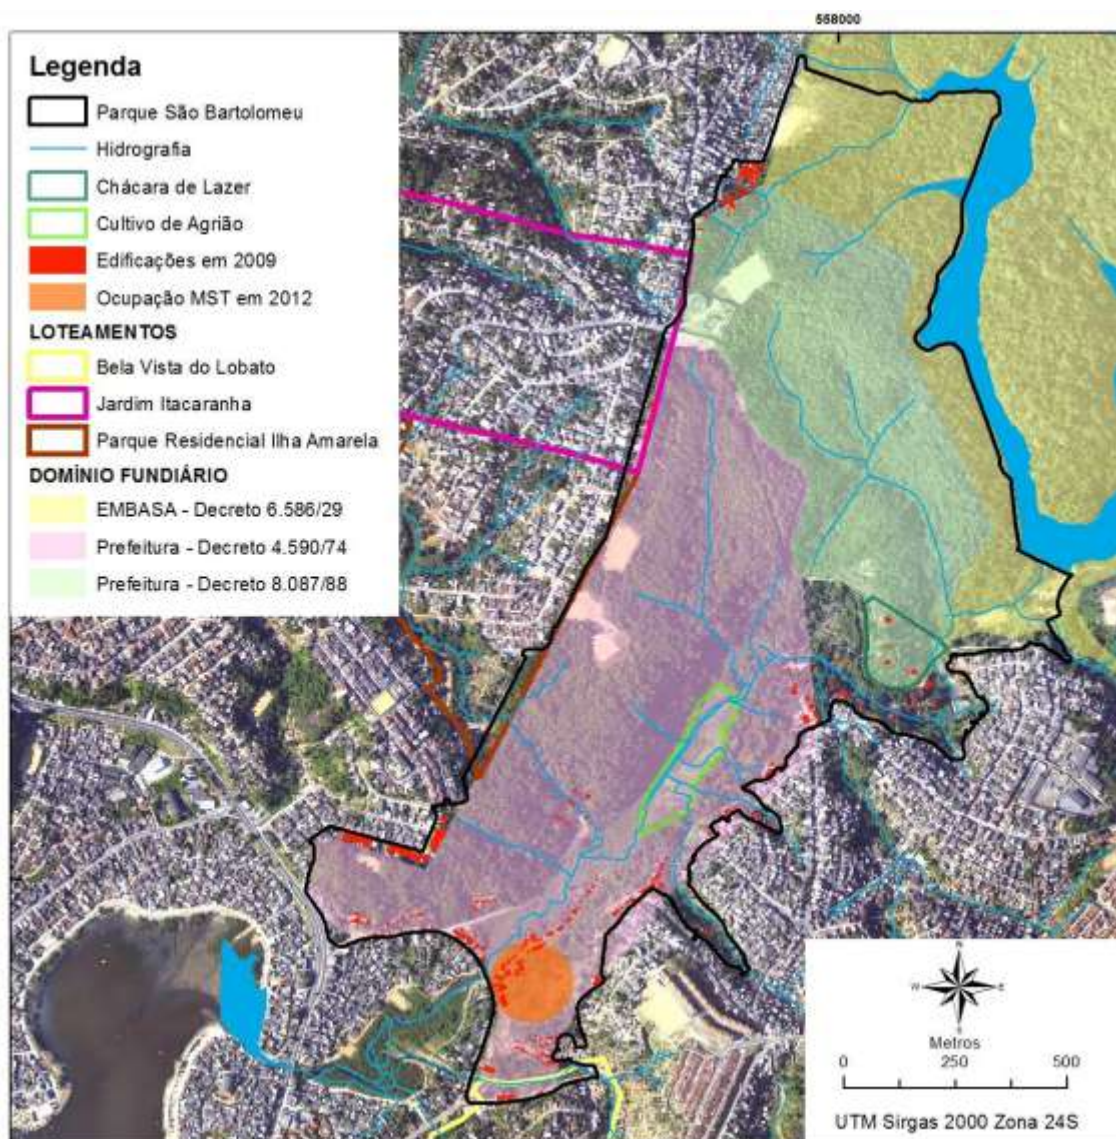 558000
Legenda
Parque São Bartolomeu
Hidrografia
Chácara de Lazer
Cultivo de Agrião
Edificações em 2009
Ocupação MST em 2012
LOTEAMENTOS
Bela Vista do Lobato
Jardim Itacaranha
Parque Residencial Ilha Amarela
DOMÍNIO FUNDIÁRIO
EMBASA - Decreto 6.586/29
Prefeitura - Decreto 4.590/74
Prefeitura - Decreto 8.087/88
N
W E
S
Metros
0 250 500
UTM Sirgas 2000 Zona 24S